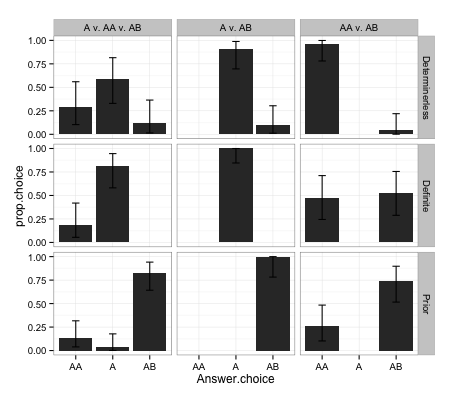 A v. AA v. AB A v. AB AA v. AB
1.00
0.75
0.50
0.25
0.00
Determinerless
1.00
0.75
0.50
0.25
0.00
Definite
1.00
0.75
0.50
0.25
0.00
Prior
prop.choice
AA A AB AA A AB AA A AB
Answer.choice